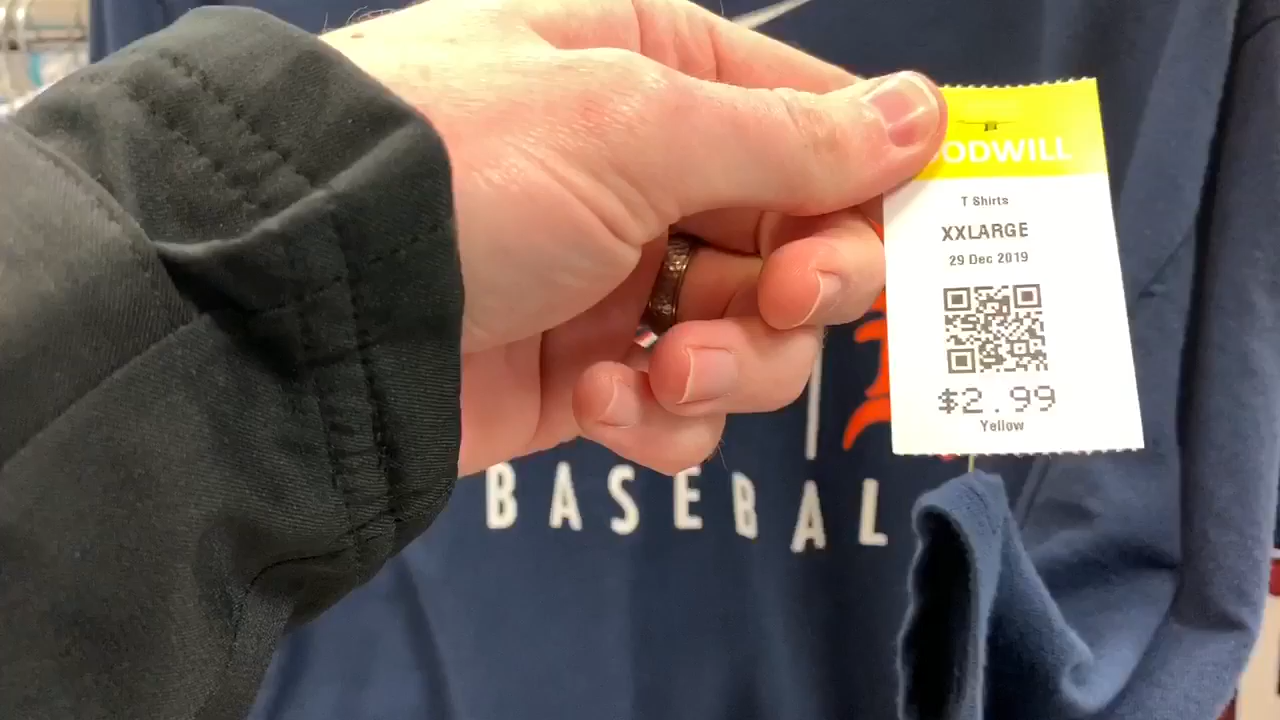 ODWILL
T Shirts
XXLARGE
29 Dec 2019
$2.99
Yellow
BASEBAL